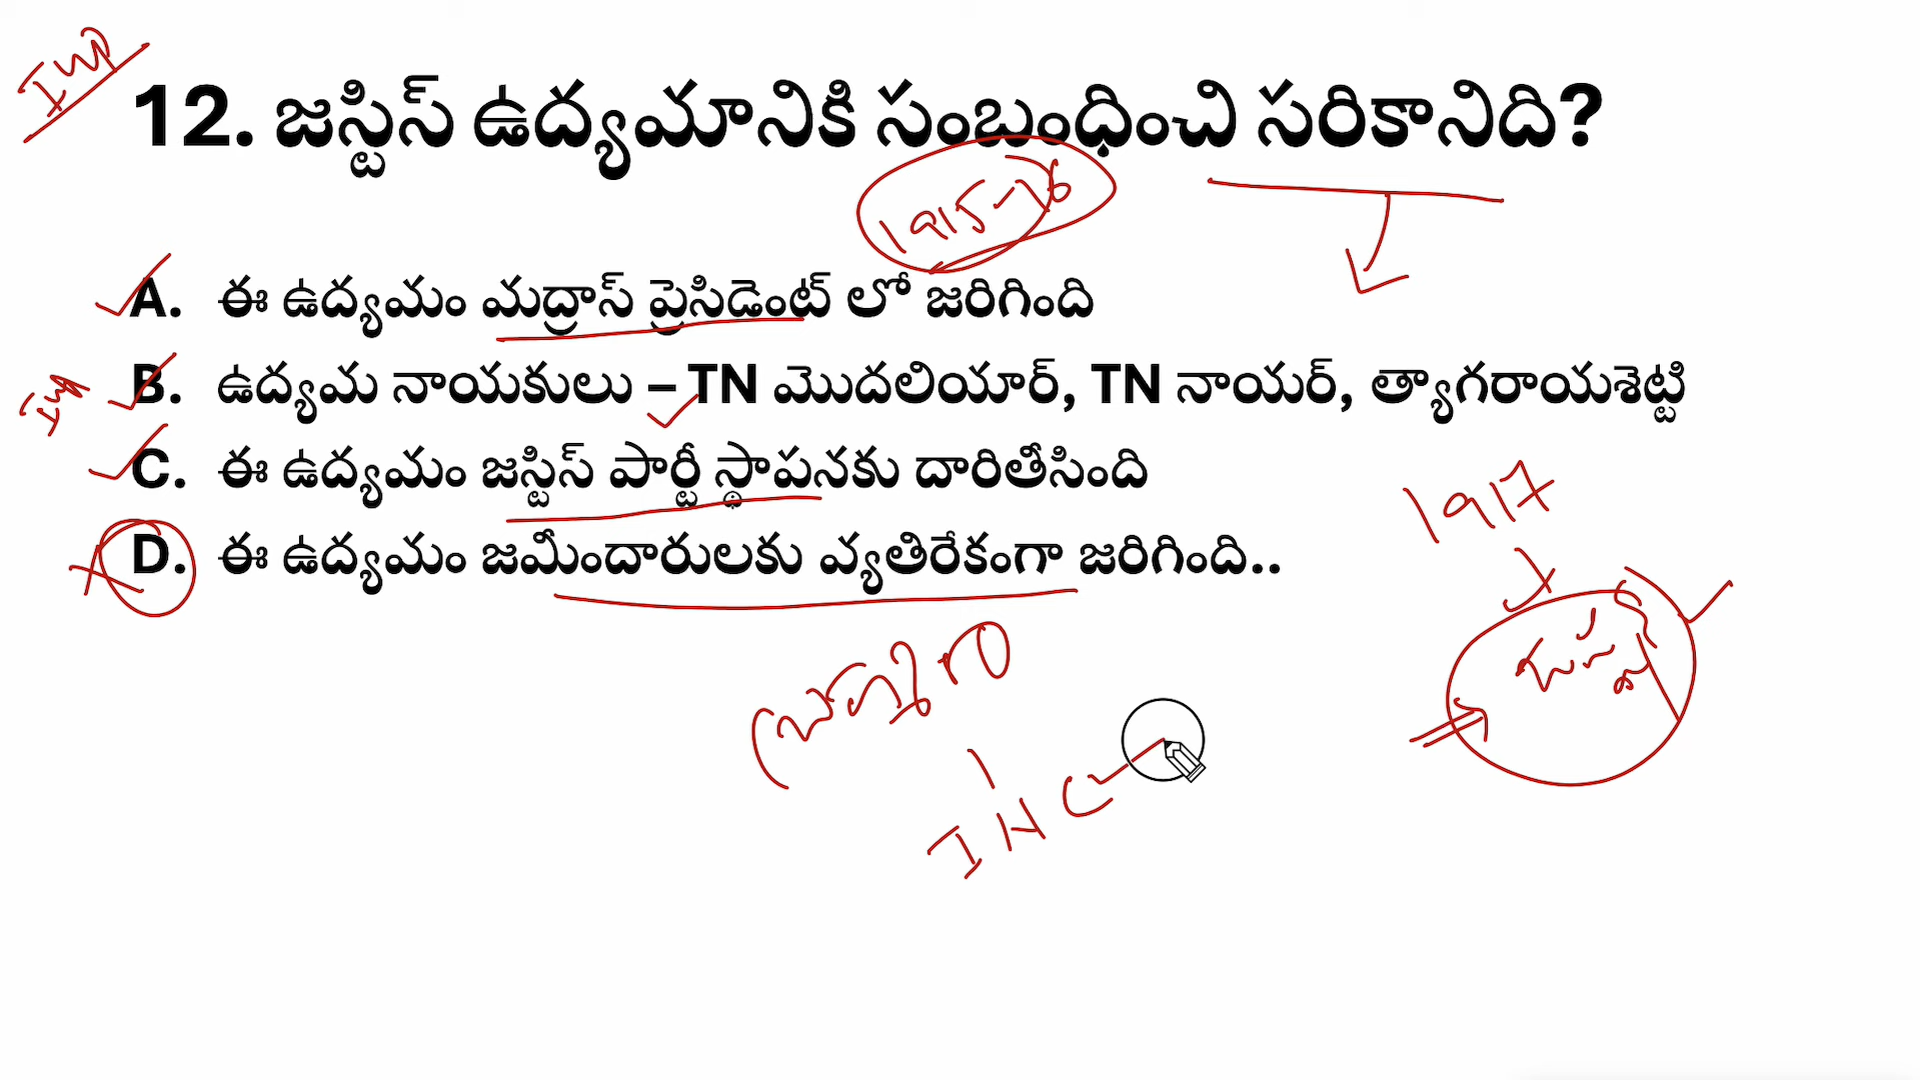 Imp
12. జస్టిస్ ఉద్యమానికి సంబంధించి సరికానిది?
1915-16
A. ఈ ఉద్యమం మద్రాస్ ప్రెసిడెంట్ లో జరిగింది
Imp
B. ఉద్యమ నాయకులు – TN మొదలియార్, TN నాయర్, త్యాగరాయశెట్టి
C. ఈ ఉద్యమం జస్టిస్ పార్టీ స్థాపనకు దారితీసింది
1917
D. ఈ ఉద్యమం జమీందారులకు వ్యతిరేకంగా జరిగింది..
INC